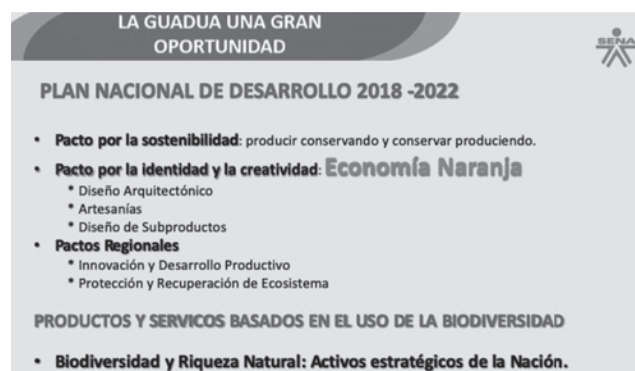 LA GUADUA UNA GRAN
OPORTUNIDAD
SENA
PLAN NACIONAL DE DESARROLLO 2018 -2022
• Pacto por la sostenibilidad: producir conservando y conservar produciendo.
• Pacto por la identidad y la creatividad: Economía Naranja
* Diseño Arquitectónico
* Artesanías
* Diseño de Subproductos
• Pactos Regionales
* Innovación y Desarrollo Productivo
* Protección y Recuperación de Ecosistema
PRODUCTOS Y SERVICOS BASADOS EN EL USO DE LA BIODIVERSIDAD
• Biodiversidad y Riqueza Natural: Activos estratégicos de la Nación.